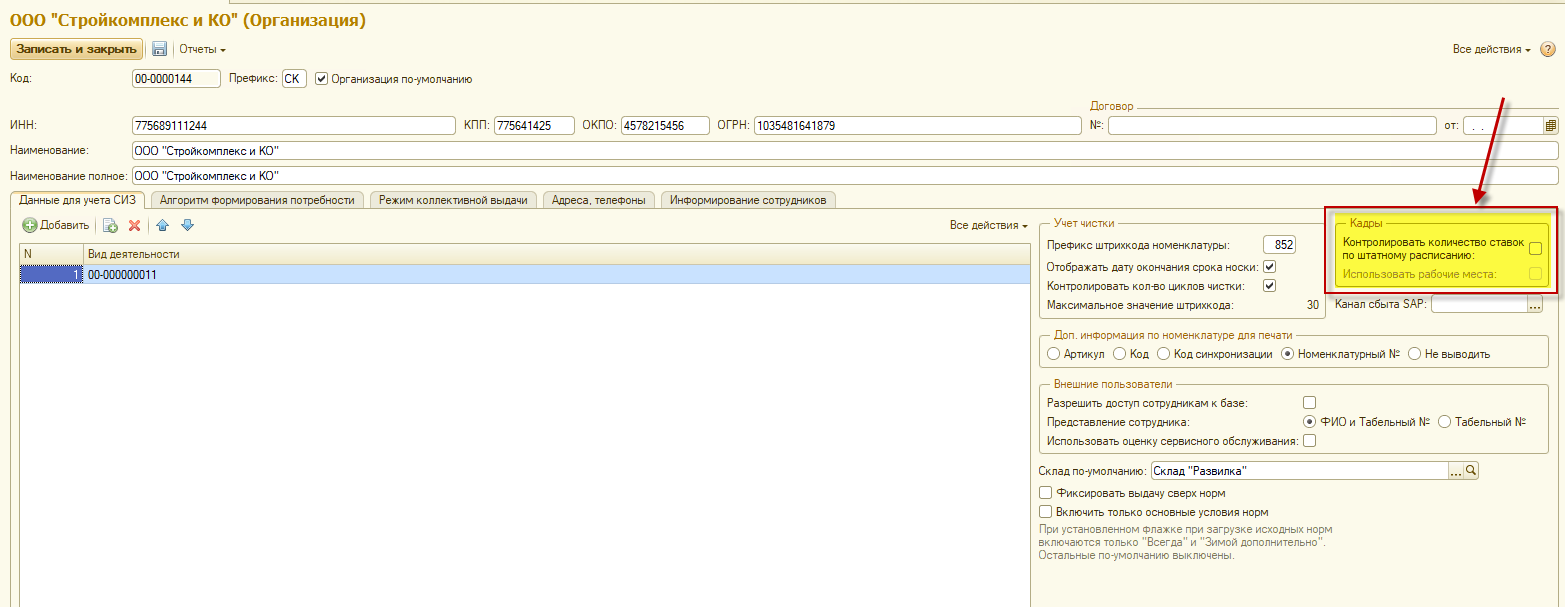 ООО "Стройкомплекс и КО" (Организация)
Записать и закрыть Отчеты Все действия ?
Код: 00-0000144 Префикс: СК Организация по-умолчанию
Договор
ИНН: 775689111244 КПП: 775641425 ОКПО: 4578215456 ОГРН: 1035481641879 №: от: . .
Наименование: ООО "Стройкомплекс и КО"
Наименование полное: ООО "Стройкомплекс и КО"
Данные для учета СИЗ Алгоритм формирования потребности Режим коллективной выдачи Адреса, телефоны Информирование сотрудников
Добавить Все действия
N Вид деятельности
1 00-000000011
Учет чистки
Префикс штрихкода номенклатуры: 852
Отображать дату окончания срока носки:
Контролировать кол-во циклов чистки:
Максимальное значение штрихкода: 30
Кадры
Контролировать количество ставок
по штатному расписанию:
Использовать рабочие места:
Канал сбыта SAP: ...
Доп. информация по номенклатуре для печати
Артикул Код Код синхронизации Номенклатурный № Не выводить
Внешние пользователи
Разрешить доступ сотрудникам к базе:
Представление сотрудника: ФИО и Табельный № Табельный №
Использовать оценку сервисного обслуживания:
Склад по-умолчанию: Склад "Развилка" ...
Фиксировать выдачу сверх норм
Включить только основные условия норм
При установленном флажке при загрузке исходных норм
включаются только "Всегда" и "Зимой дополнительно".
Остальные по-умолчанию выключены.